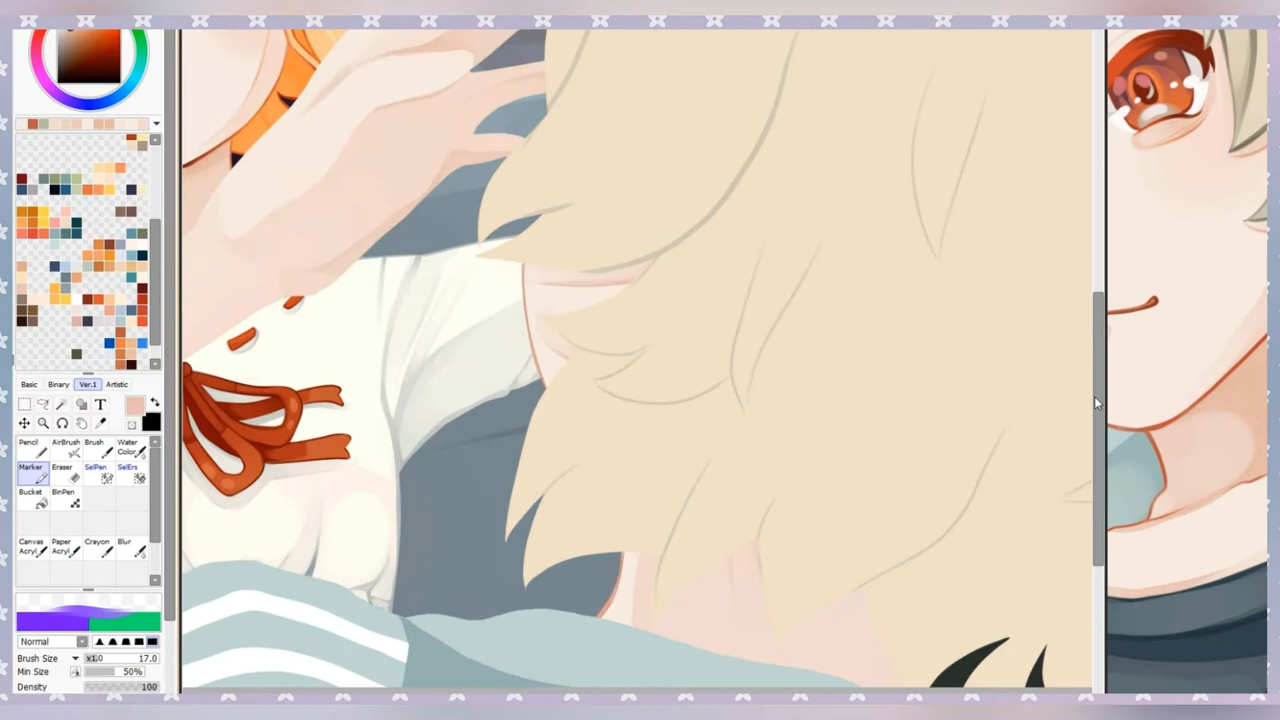 Basic Binary Ver.1 Artistic
T
Pencil AirBrush Brush Water Color
Marker Eraser SelPen SelErs
Bucket BinPen
Canvas Acryl Paper Acryl Crayon Blur
Normal
Brush Size x1.0 17.0
Min Size 50%
Density 100